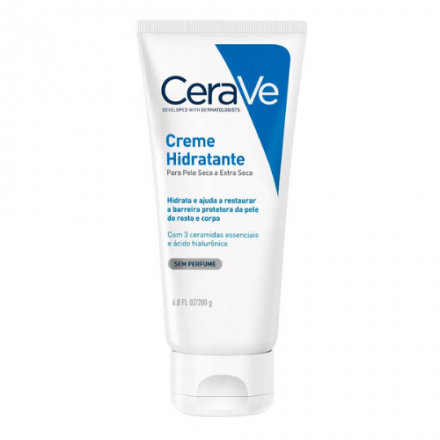 CeraVe
DEVELOPED WITH DERMATOLOGISTS
Creme
Hidratante
Para Pele Seca a Extra Seca
Hidrata e ajuda a restaurar
a barreira protetora da pele
do rosto e corpo
Com 3 ceramidas essenciais
e ácido hialurônico
SEM PERFUME
6.8 FL OZ/200 g